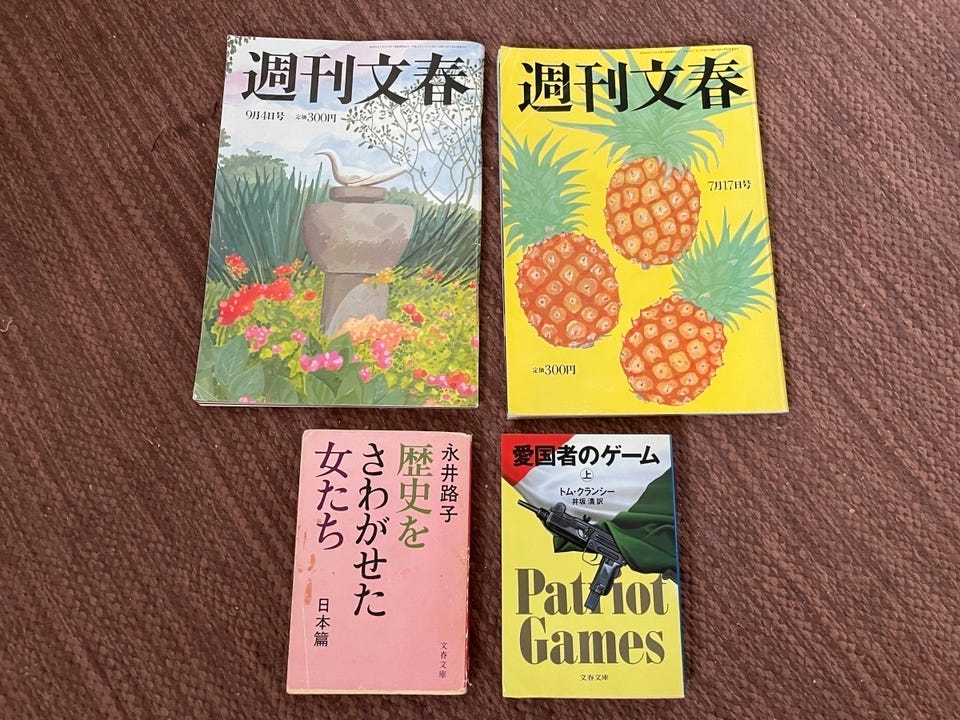 週刊文春
9月4日号 定価300円
週刊文春
7月17日号
定価300円
永井路子
歴史を
さわがせた
女たち
日本篇
文春文庫
愛国者のゲーム
上
トム・クランシー
井坂 清 訳
Patriot
Games
文春文庫